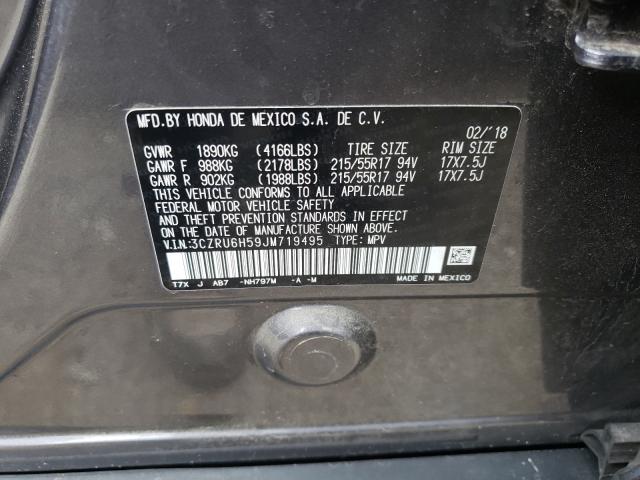 MFD.BY HONDA DE MEXICO S.A. DE C.V.
02/'18
GVWR 1890KG (4166LBS) TIRE SIZE RIM SIZE
GAWR F 988KG (2178LBS) 215/55R17 94V 17X7.5J
GAWR R 902KG (1988LBS) 215/55R17 94V 17X7.5J
THIS VEHICLE CONFORMS TO ALL APPLICABLE
FEDERAL MOTOR VEHICLE SAFETY
AND THEFT PREVENTION STANDARDS IN EFFECT
ON THE DATE OF MANUFACTURE SHOWN ABOVE.
V.I.N:3CZRU6H59JM719495 TYPE: MPV
T7X J AB7 -NH797M -A -M MADE IN MEXICO